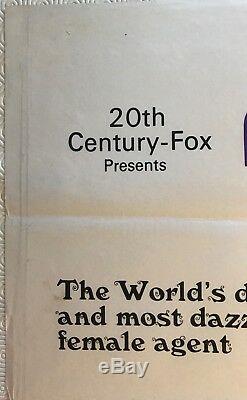 20th
Century-Fox
Presents
The World's d
and most dazz
female agent